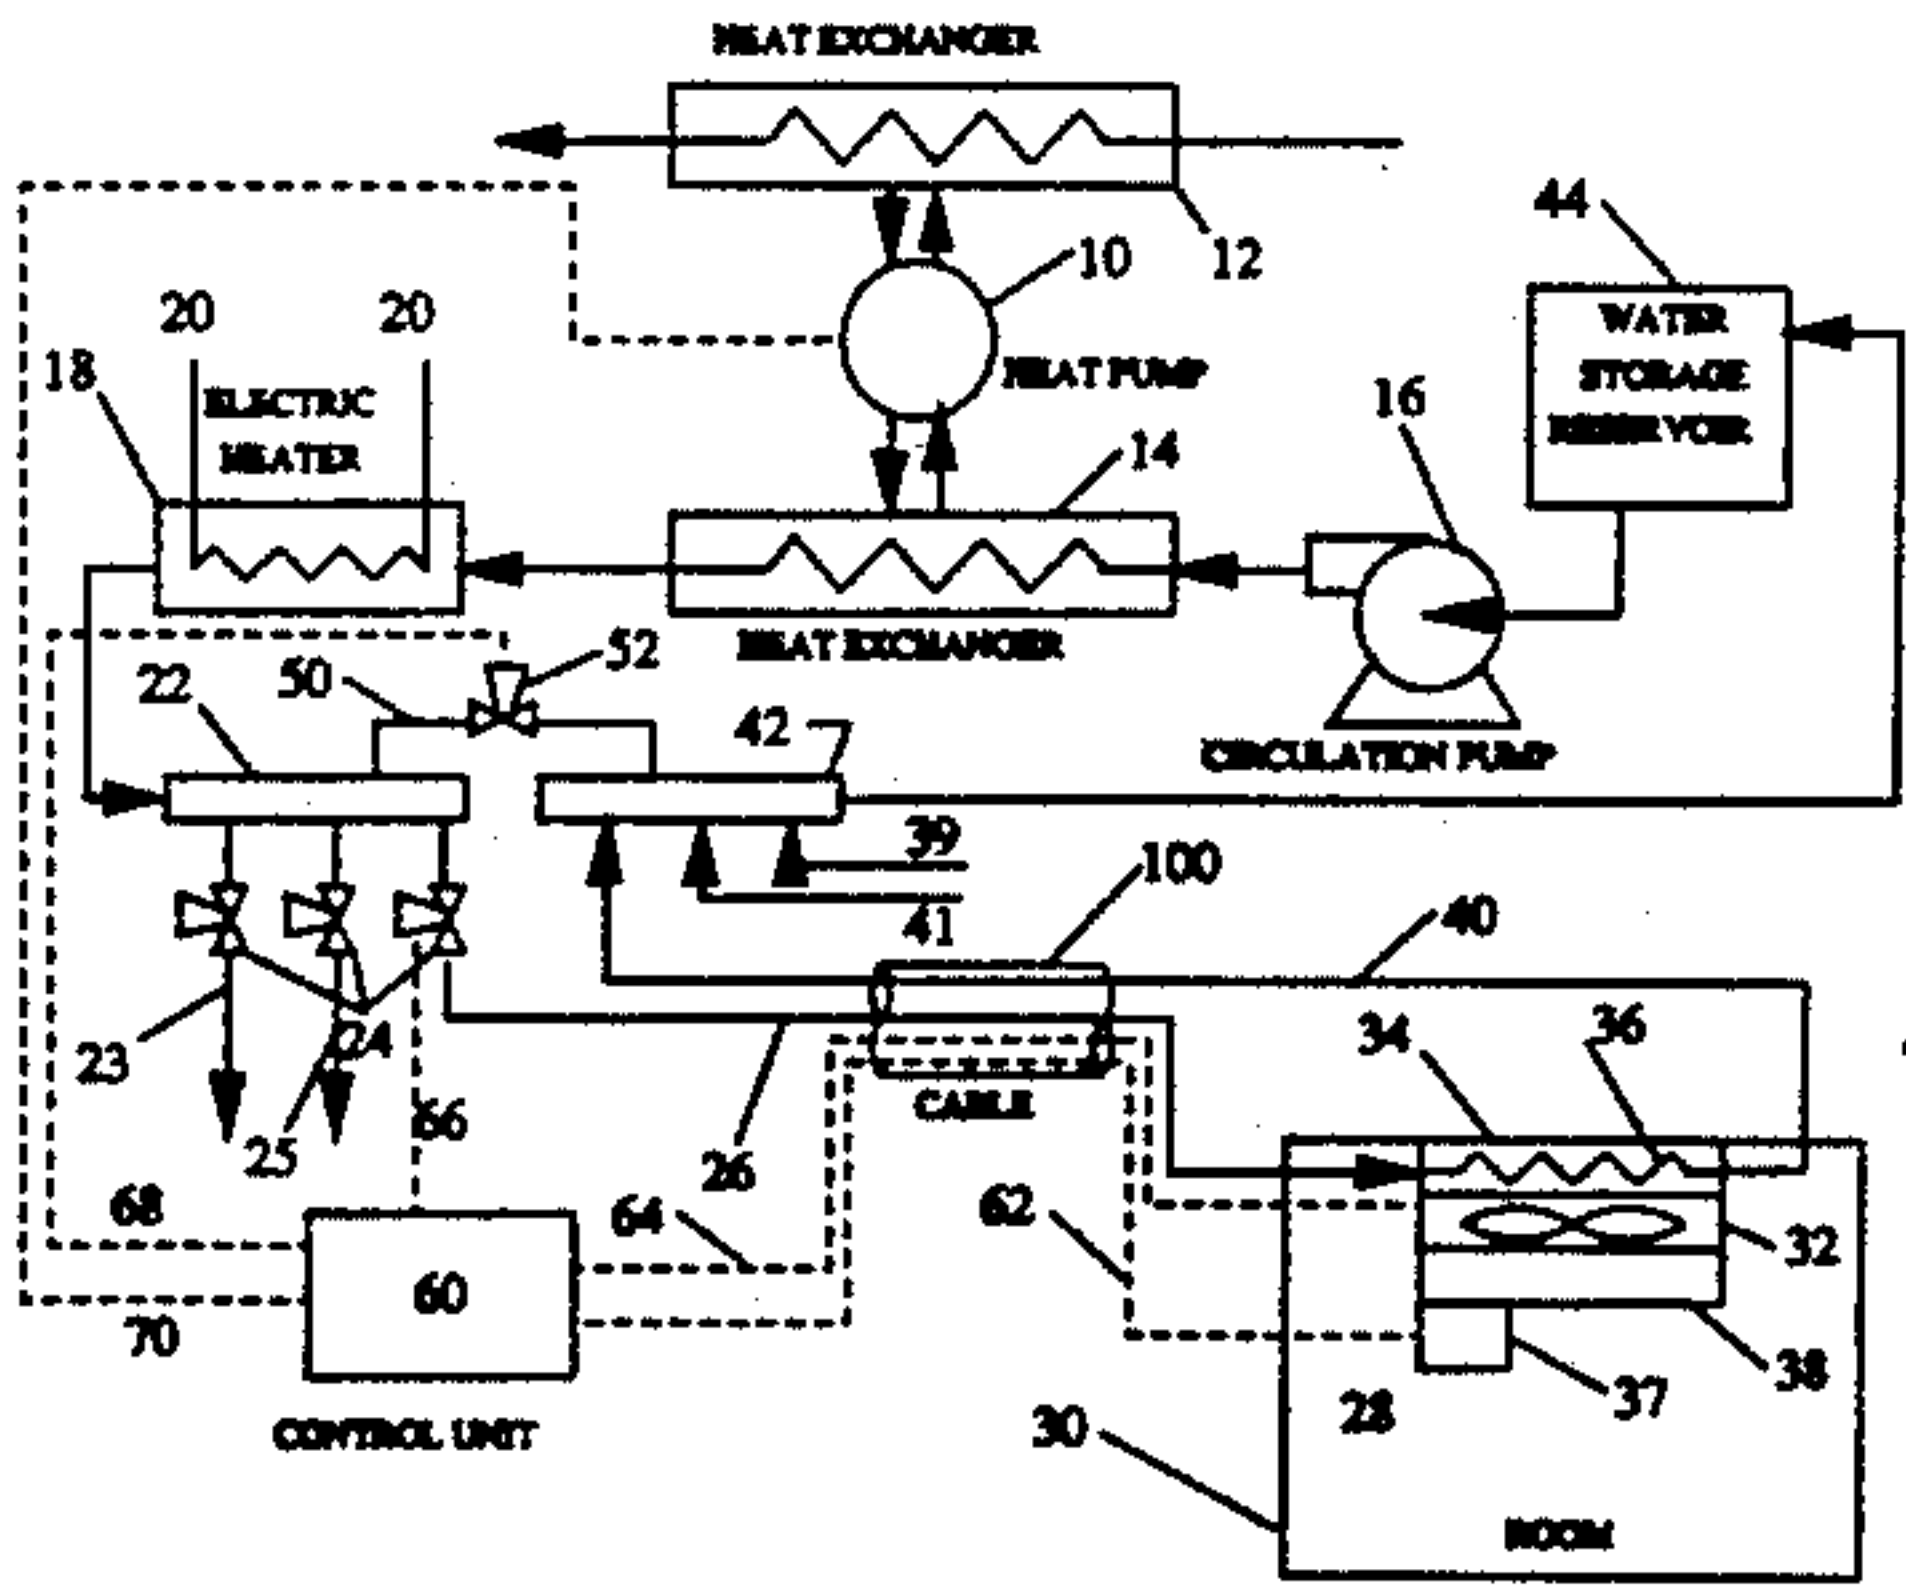 HEAT EXCHANGER
44
10
12
20
20
WATER
STORAGE
RESERVOIR
18
ELECTRIC
HEATER
HEAT PUMP
16
14
HEAT EXCHANGER
52
50
22
42
CIRCULATION PUMP
39
100
41
40
23
24
34
36
CABLE
25
66
26
68
64
62
32
60
70
38
37
28
30
CONTROL UNIT
ROOM